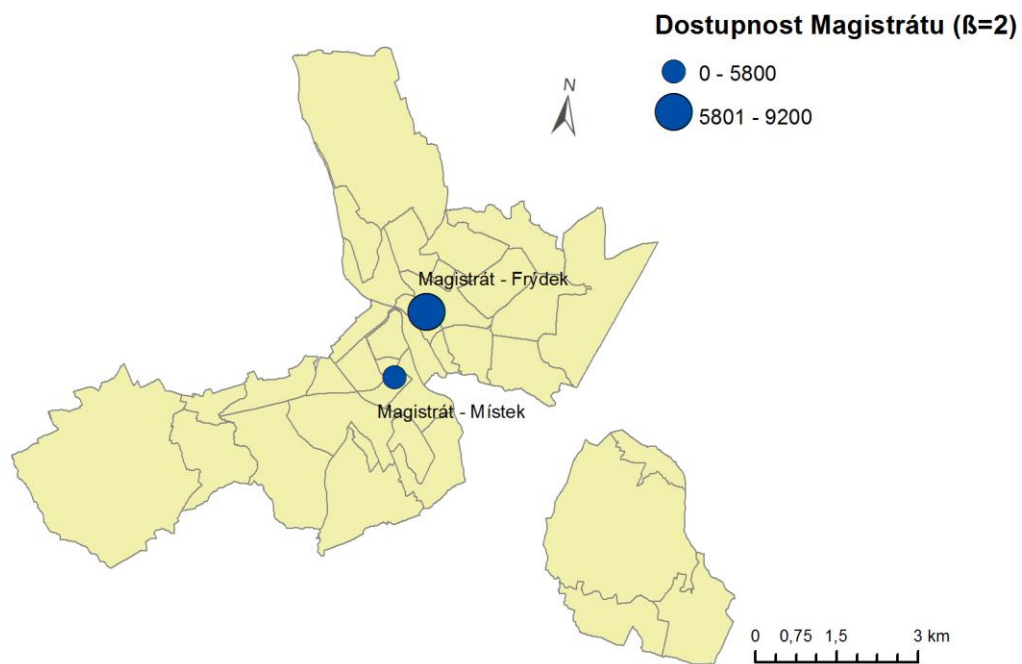 Dostupnost Magistrátu (ß=2)
0 - 5800
5801 - 9200
N
Magistrát - Frýdek
Magistrát - Místek
0 0,75 1,5 3 km